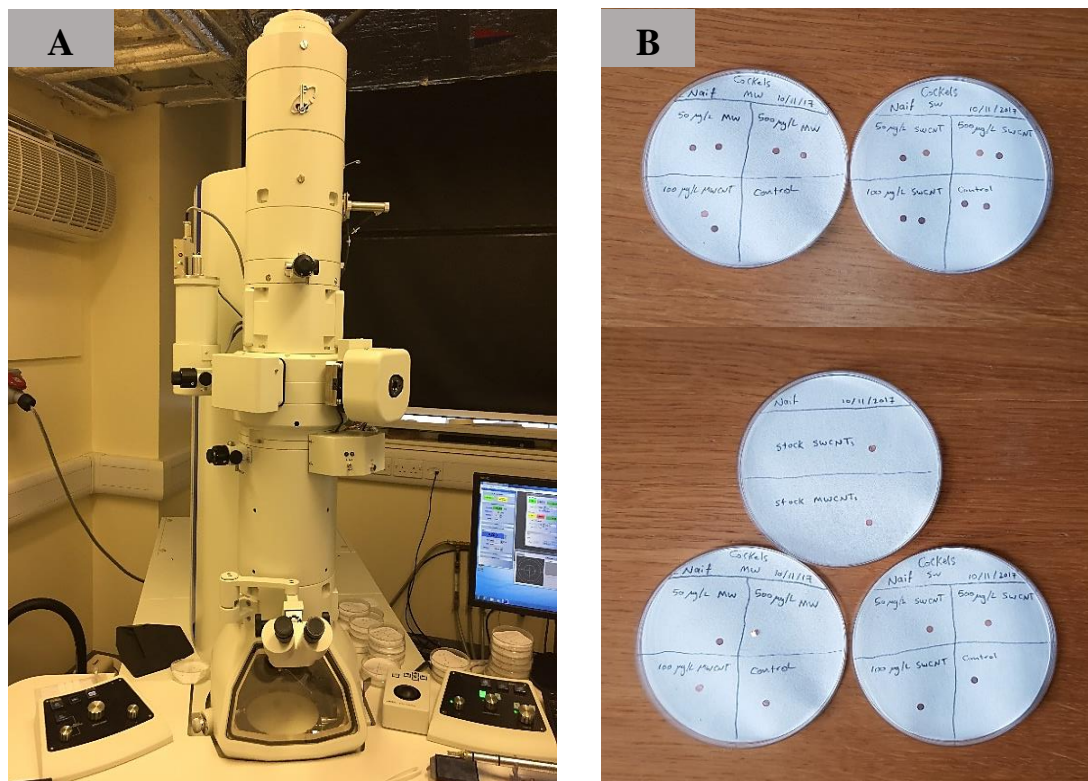 A
B
Cockels
Naif MW 10/11/17
50 µg/L MW
500 µg/L MW
100 µg/L MWCNT
Control
Cockels
Naif SW 10/11/2017
50 µg/L SWCNT
500 µg/L SWCNT
100 µg/L SWCNT
Control
Naif 10/11/2017
Stock SWCNTs
Stock MWCNTs
Cockels
Naif MW 10/11/17
50 µg/L MW
500 µg/L MW
100 µg/L MWCNT
Control
Cockels
Naif SW 10/11/2017
50 µg/L SWCNT
500 µg/L SWCNT
100 µg/L SWCNT
Control